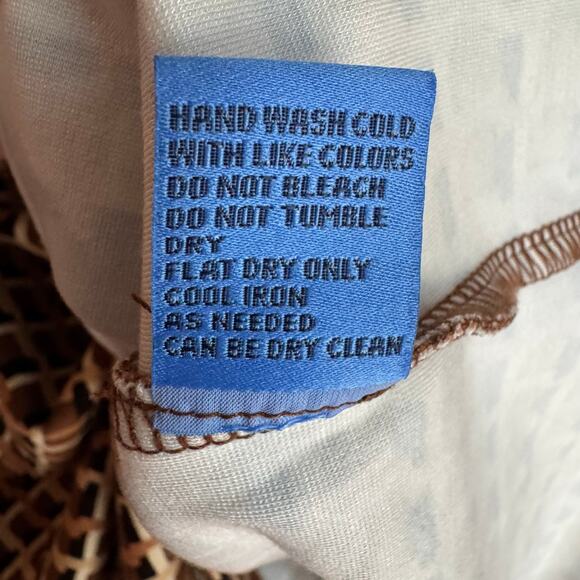 HAND WASH COLD
WITH LIKE COLORS
DO NOT BLEACH
DO NOT TUMBLE
DRY
FLAT DRY ONLY
COOL IRON
AS NEEDED
CAN BE DRY CLEAN